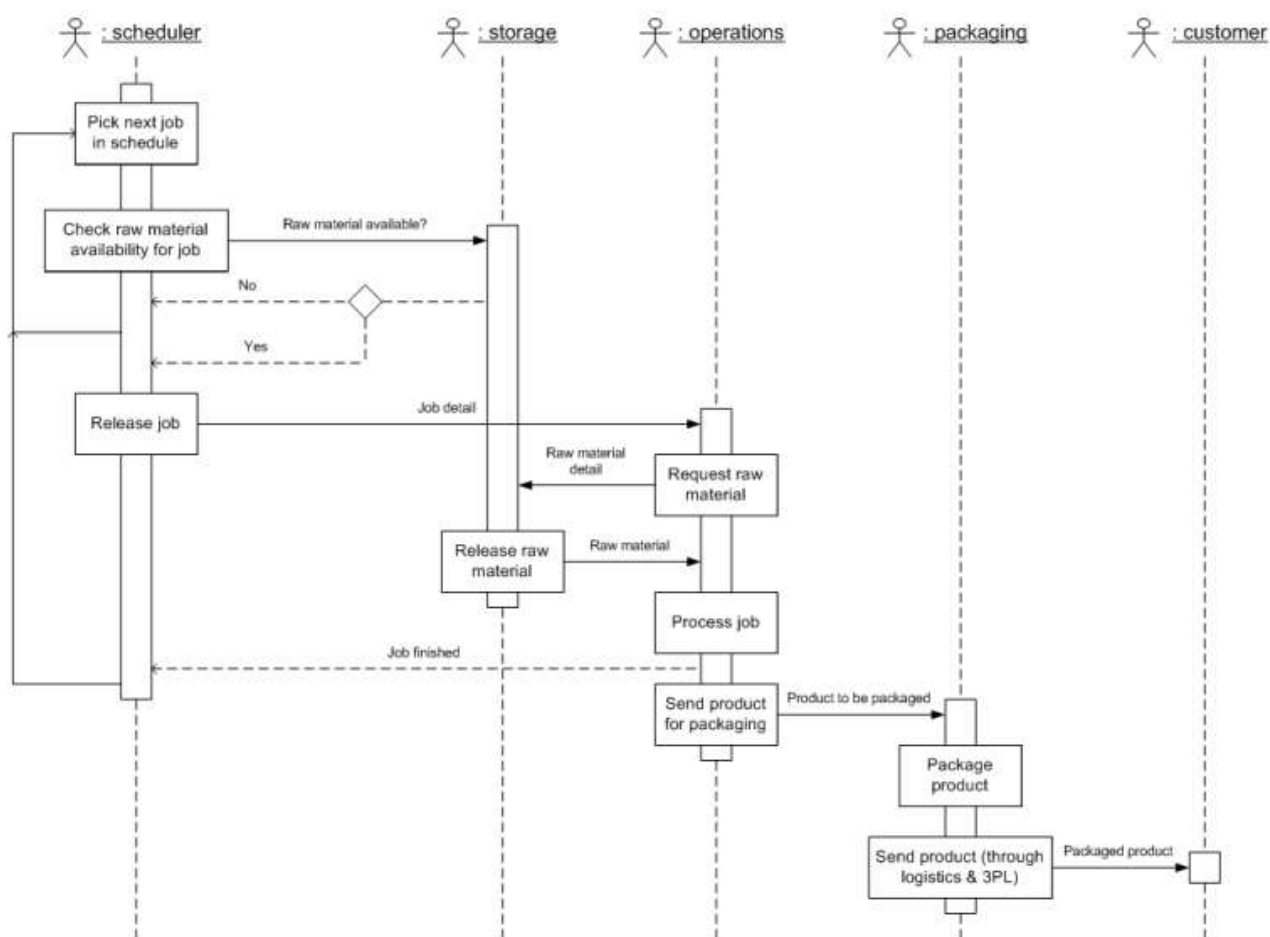 : scheduler
: storage
: operations
: packaging
: customer
Pick next job
in schedule
Check raw material
availability for job
Raw material available?
No
Yes
Release job
Job detail
Raw material
detail
Request raw
material
Release raw
material
Raw material
Process job
Job finished
Send product
for packaging
Product to be packaged
Package
product
Send product (through
logistics & 3PL)
Packaged product